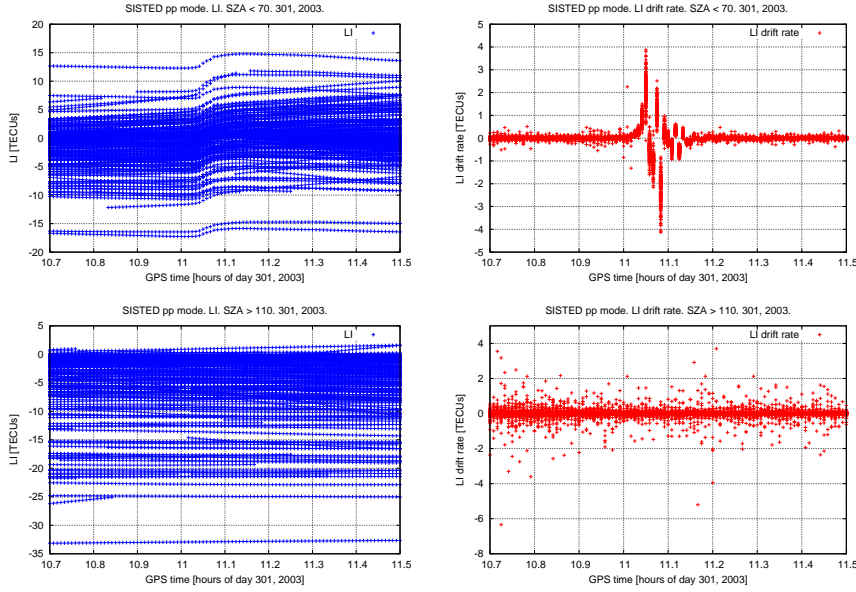 SISTED pp mode. LI. SZA < 70. 301, 2003.
LI
20
15
10
5
0
-5
-10
-15
-20
LI [TECUs]
10.7 10.8 10.9 11 11.1 11.2 11.3 11.4 11.5
GPS time [hours of day 301, 2003]
SISTED pp mode. LI drift rate. SZA < 70. 301, 2003.
LI drift rate
5
4
3
2
1
0
-1
-2
-3
-4
-5
LI drift rate [TECUs]
10.7 10.8 10.9 11 11.1 11.2 11.3 11.4 11.5
GPS time [hours of day 301, 2003]
SISTED pp mode. LI. SZA > 110. 301, 2003.
LI
5
0
-5
-10
-15
-20
-25
-30
-35
LI [TECUs]
10.7 10.8 10.9 11 11.1 11.2 11.3 11.4 11.5
GPS time [hours of day 301, 2003]
SISTED pp mode. LI drift rate. SZA > 110. 301, 2003.
LI drift rate
4
2
0
-2
-4
-6
-8
LI drift rate [TECUs]
10.7 10.8 10.9 11 11.1 11.2 11.3 11.4 11.5
GPS time [hours of day 301, 2003]